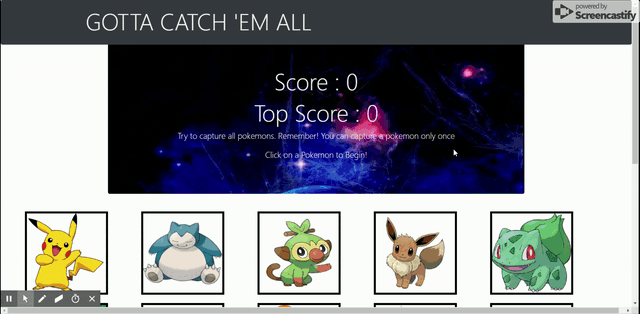 GOTTA CATCH 'EM ALL
powered by
Screencastify
Score : 0
Top Score : 0
Try to capture all pokemons. Remember! You can capture a pokemon only once
Click on a Pokemon to Begin!